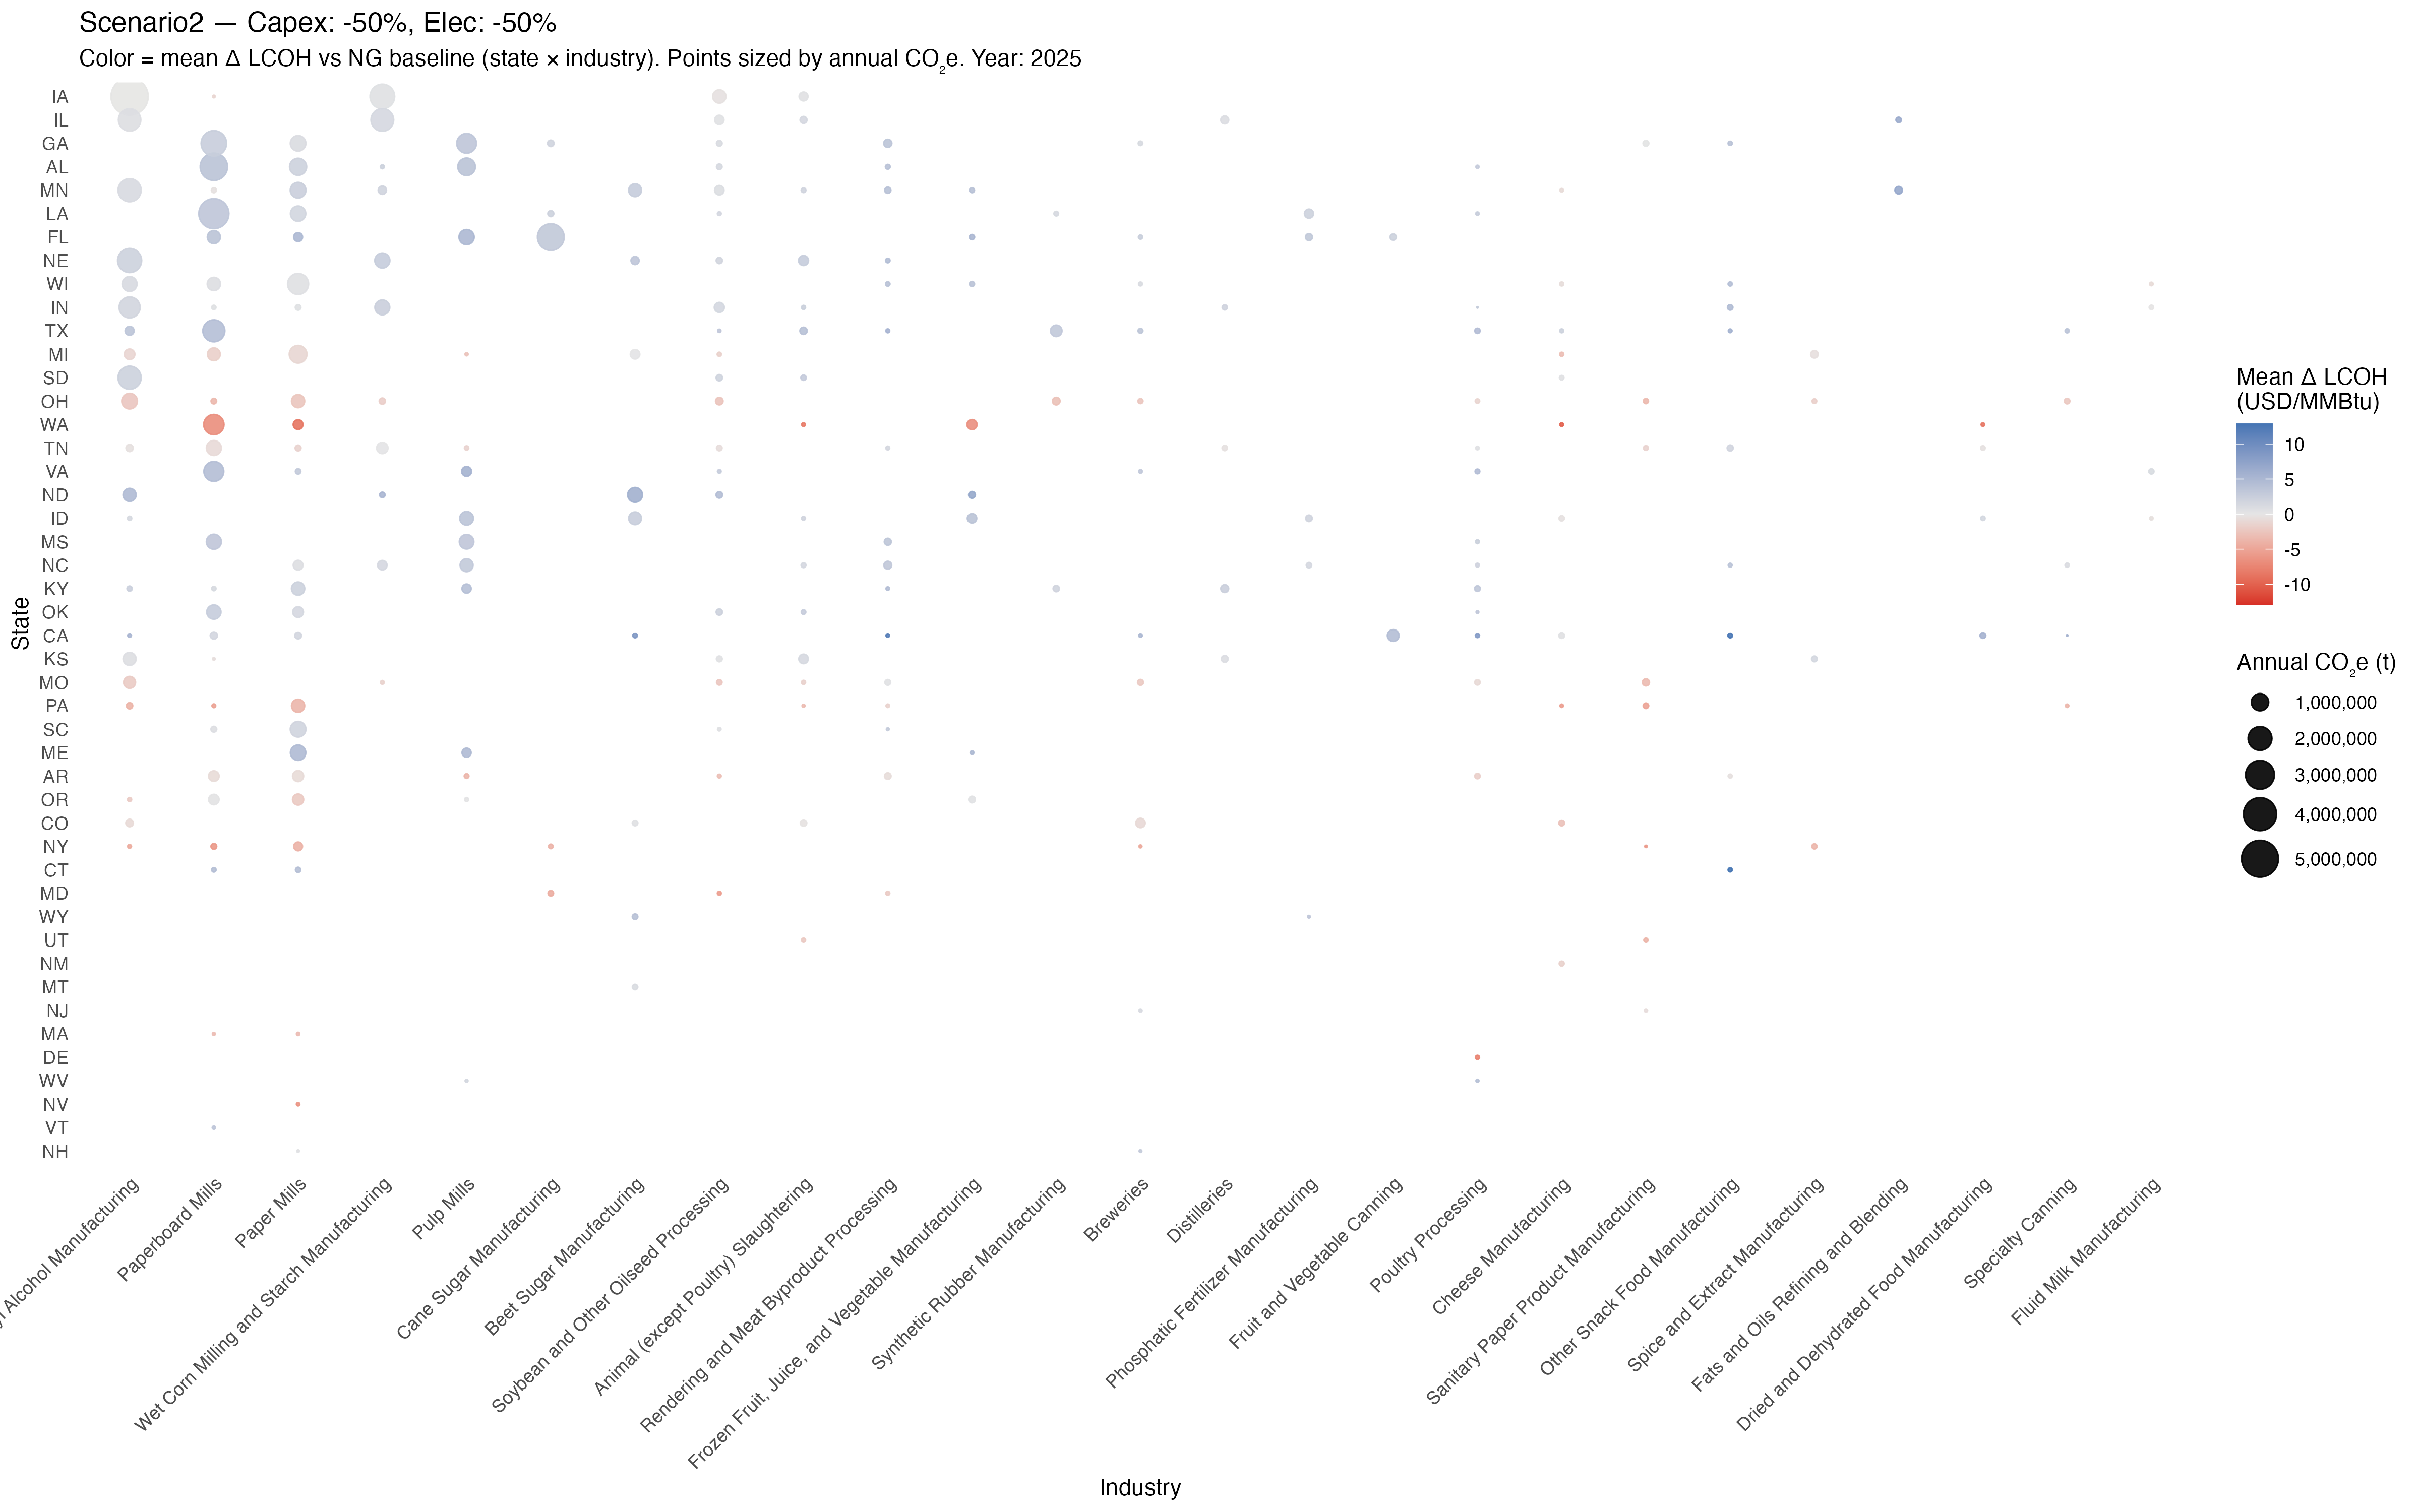 Scenario2 — Capex: -50%, Elec: -50%
Color = mean Δ LCOH vs NG baseline (state × industry). Points sized by annual CO₂e. Year: 2025
State
IA
IL
GA
AL
MN
LA
FL
NE
WI
IN
TX
MI
SD
OH
WA
TN
VA
ND
ID
MS
NC
KY
OK
CA
KS
MO
PA
SC
ME
AR
OR
CO
NY
CT
MD
WY
UT
NM
MT
NJ
MA
DE
WV
NV
VT
NH
Alcohol Manufacturing
Paperboard Mills
Paper Mills
Wet Corn Milling and Starch Manufacturing
Pulp Mills
Cane Sugar Manufacturing
Beet Sugar Manufacturing
Soybean and Other Oilseed Processing
Animal (except Poultry) Slaughtering
Rendering and Meat Byproduct Processing
Frozen Fruit, Juice, and Vegetable Manufacturing
Synthetic Rubber Manufacturing
Breweries
Distilleries
Phosphatic Fertilizer Manufacturing
Fruit and Vegetable Canning
Poultry Processing
Cheese Manufacturing
Sanitary Paper Product Manufacturing
Other Snack Food Manufacturing
Spice and Extract Manufacturing
Fats and Oils Refining and Blending
Dried and Dehydrated Food Manufacturing
Specialty Canning
Fluid Milk Manufacturing
Industry
Mean Δ LCOH
(USD/MMBtu)
10
5
0
-5
-10
Annual CO₂e (t)
1,000,000
2,000,000
3,000,000
4,000,000
5,000,000